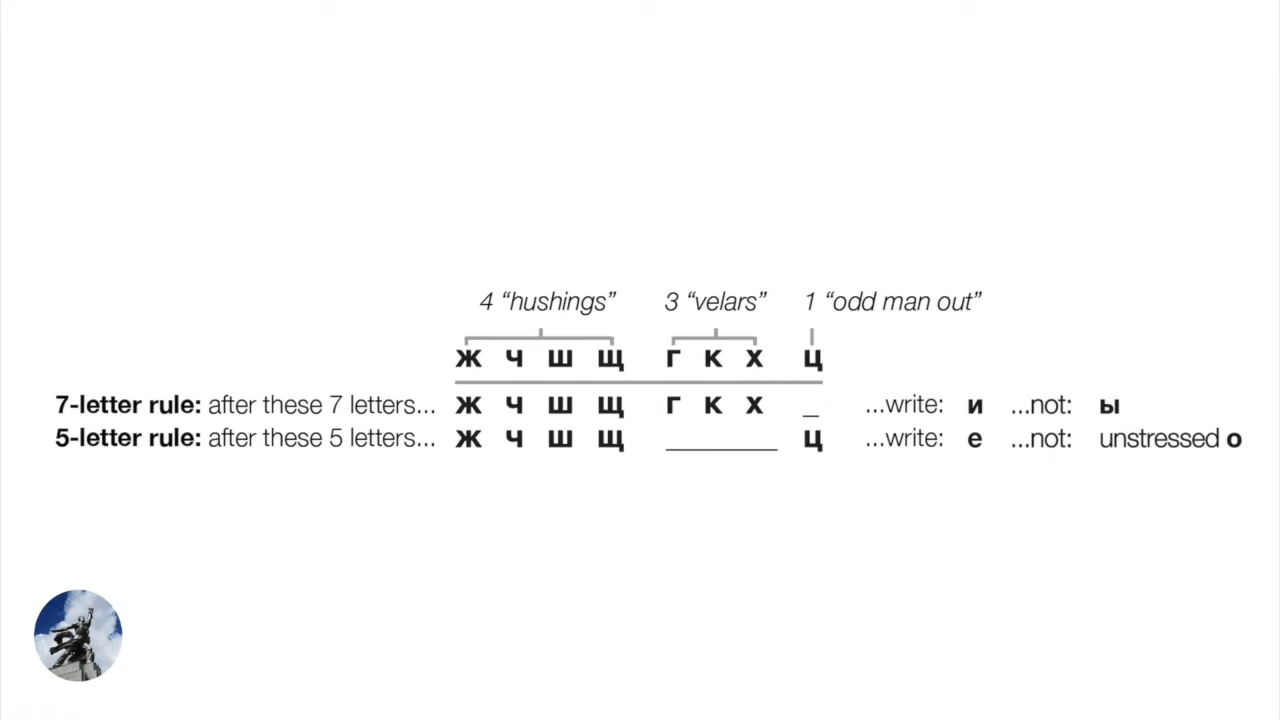 4 “hushings” 3 “velars” 1 “odd man out”
ж ч ш щ г к х ц
7-letter rule: after these 7 letters... ж ч ш щ г к х _ ...write: и ...not: ы
5-letter rule: after these 5 letters... ж ч ш щ ________ ц ...write: е ...not: unstressed о